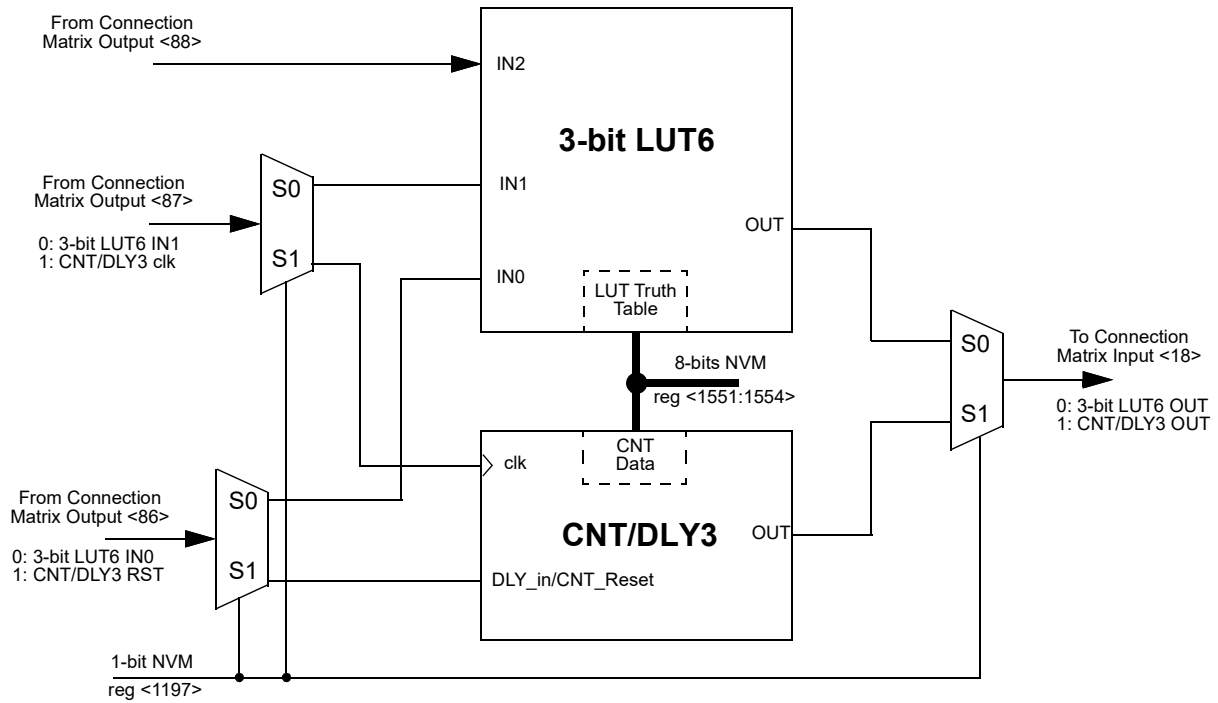 From Connection
Matrix Output <88>
IN2
3-bit LUT6
From Connection
Matrix Output <87>
0: 3-bit LUT6 IN1
1: CNT/DLY3 clk
S0
S1
IN1
IN0
OUT
LUT Truth
Table
8-bits NVM
reg <1551:1554>
S0
S1
To Connection
Matrix Input <18>
0: 3-bit LUT6 OUT
1: CNT/DLY3 OUT
CNT
Data
clk
CNT/DLY3
OUT
DLY_in/CNT_Reset
From Connection
Matrix Output <86>
0: 3-bit LUT6 IN0
1: CNT/DLY3 RST
S0
S1
1-bit NVM
reg <1197>